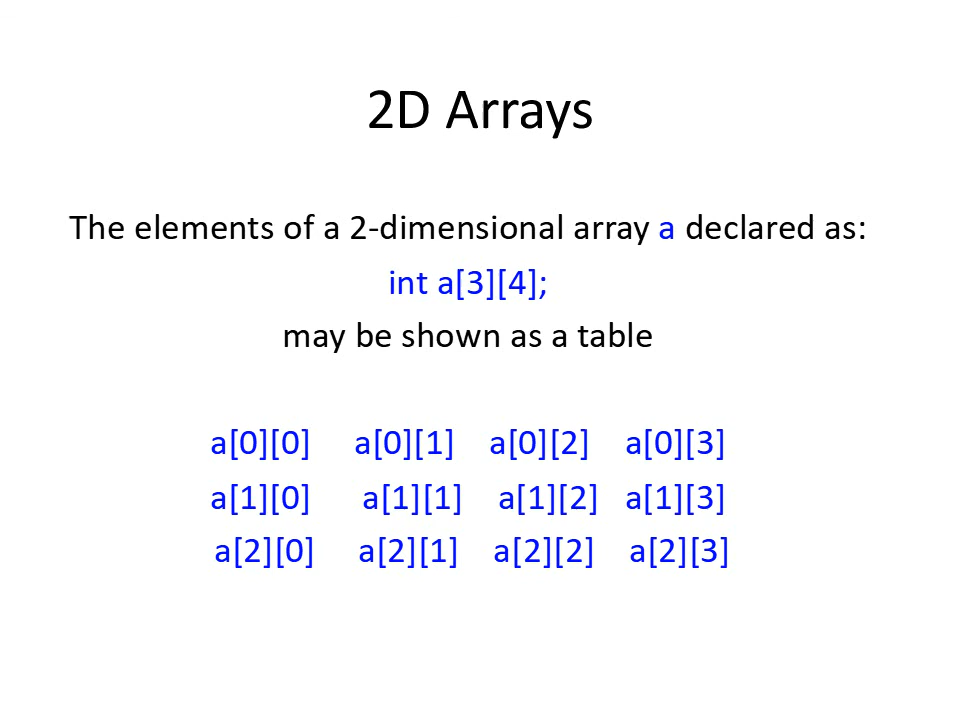 2D Arrays
The elements of a 2-dimensional array a declared as:
int a[3][4];
may be shown as a table
a[0][0] a[0][1] a[0][2] a[0][3]
a[1][0] a[1][1] a[1][2] a[1][3]
a[2][0] a[2][1] a[2][2] a[2][3]